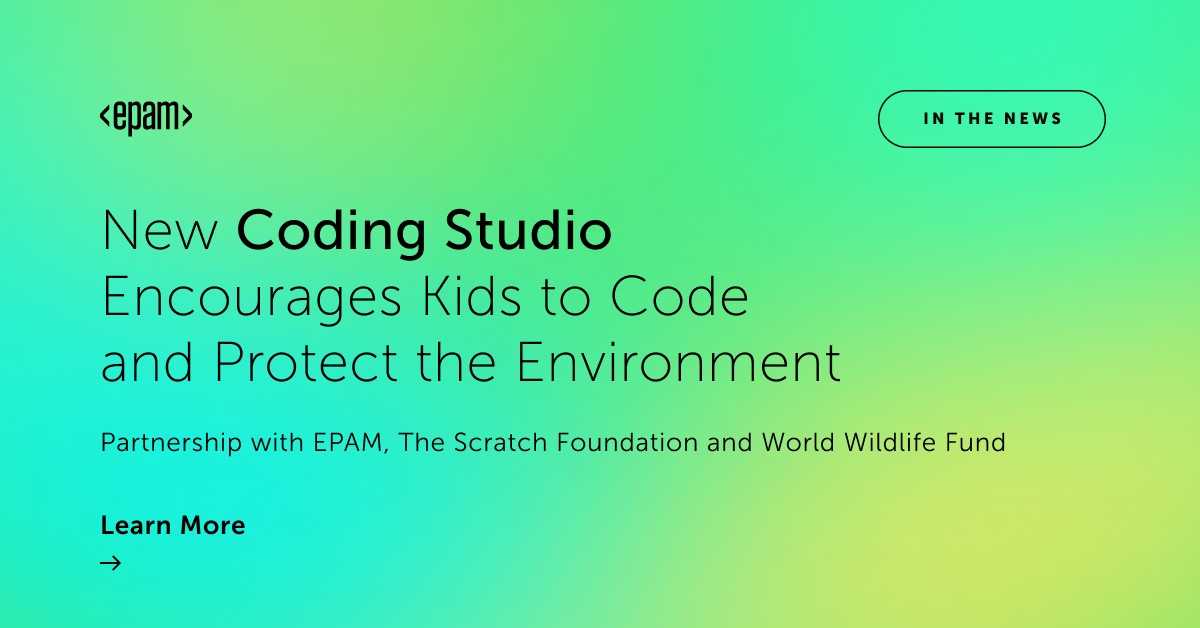 <epam>
IN THE NEWS
New Coding Studio
Encourages Kids to Code
and Protect the Environment
Partnership with EPAM, The Scratch Foundation and World Wildlife Fund
Learn More
→